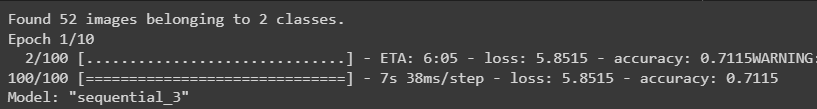 Found 52 images belonging to 2 classes.
Epoch 1/10
2/100 [..............................] - ETA: 6:05 - loss: 5.8515 - accuracy: 0.7115WARNING:
100/100 [==============================] - 7s 38ms/step - loss: 5.8515 - accuracy: 0.7115
Model: "sequential_3"